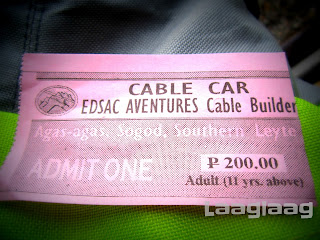 CABLE CAR
EDSAC AVENTURES Cable Builder
Agas-agas, Sogod, Southern Leyte
ADMIT ONE
₱ 200.00
Adult (11 yrs. above)
Laaglaag